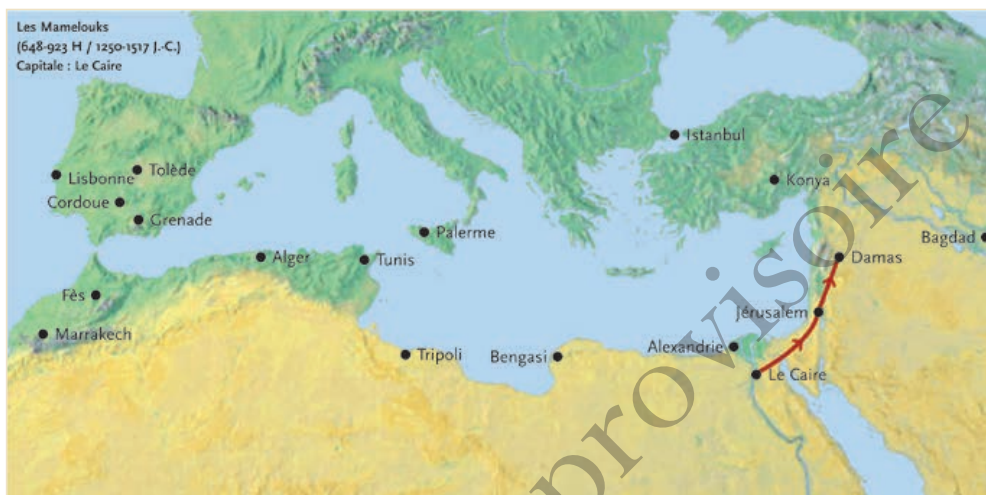 Les Mamelouks
(648-923 H / 1250-1517 J.-C.)
Capitale : Le Caire
Istanbul
Tolède
Lisbonne
Konya
Cordoue
Grenade
Palerme
Bagdad
Alger
Tunis
Damas
Fès
Jérusalem
Marrakech
Alexandrie
Tripoli
Bengasi
Le Caire
provisoire